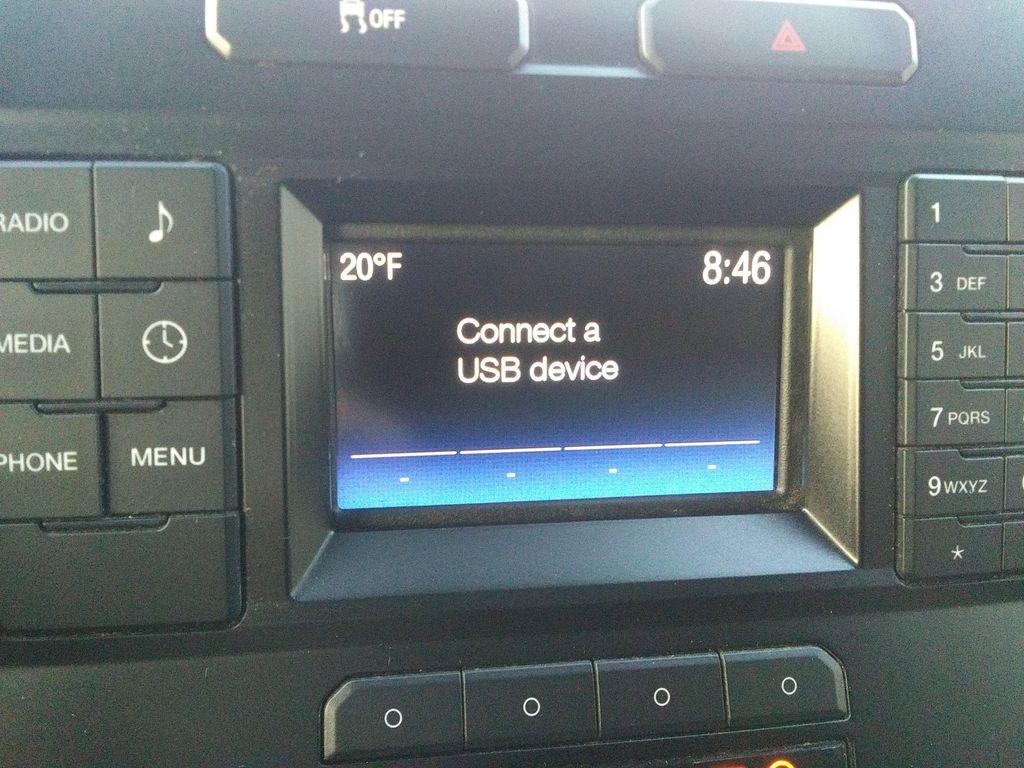 OFF
RADIO
MEDIA
PHONE
MENU
20°F
8:46
Connect a
USB device
1
3 DEF
5 JKL
7 PQRS
9 WXYZ
*